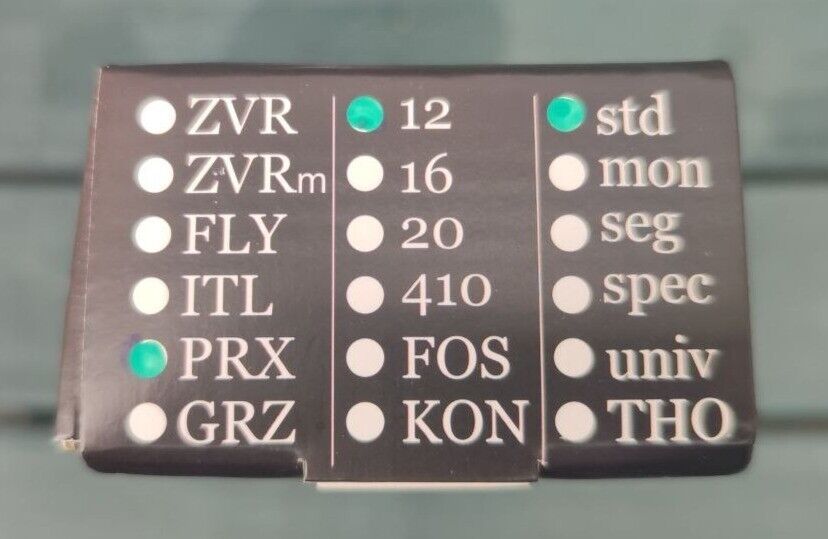 ZVR 12 std
ZVRm 16 mon
FLY 20 seg
ITL 410 spec
PRX FOS univ
GRZ KON THO